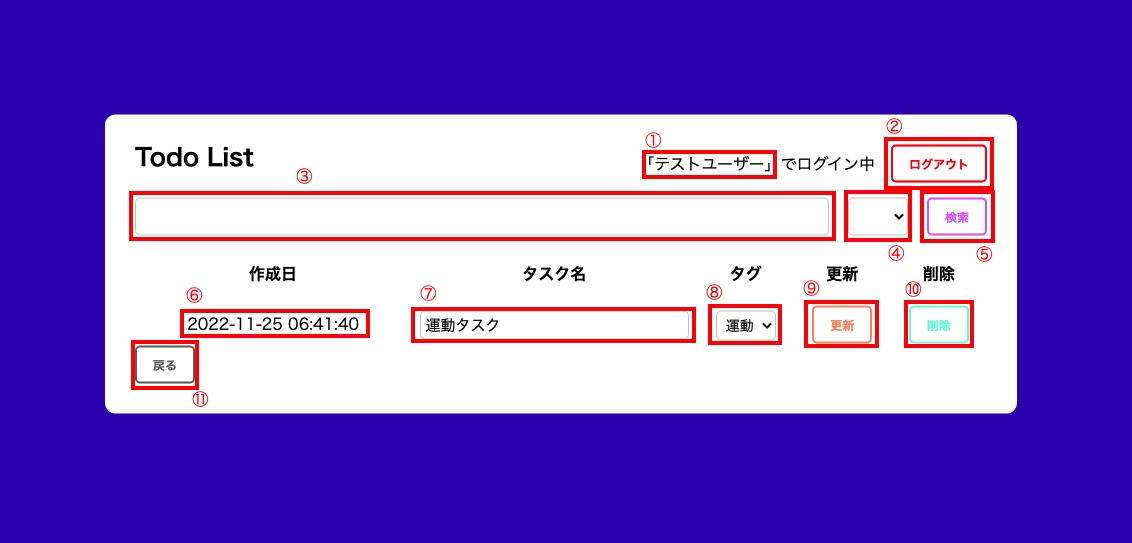 Todo List
①
「テストユーザー」でログイン中
②
ログアウト
③
④
検索
⑤
作成日 タスク名 タグ 更新 削除
⑥ ⑦ ⑧ ⑨ ⑩
2022-11-25 06:41:40 運動タスク 運動 更新 削除
戻る
⑪